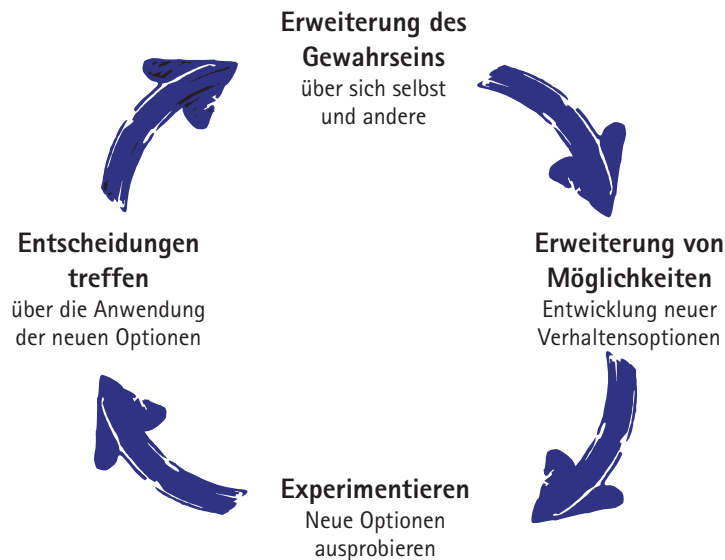 Erweiterung des
Gewahrseins
über sich selbst
und andere
Erweiterung von
Möglichkeiten
Entwicklung neuer
Verhaltensoptionen
Experimentieren
Neue Optionen
ausprobieren
Entscheidungen
treffen
über die Anwendung
der neuen Optionen